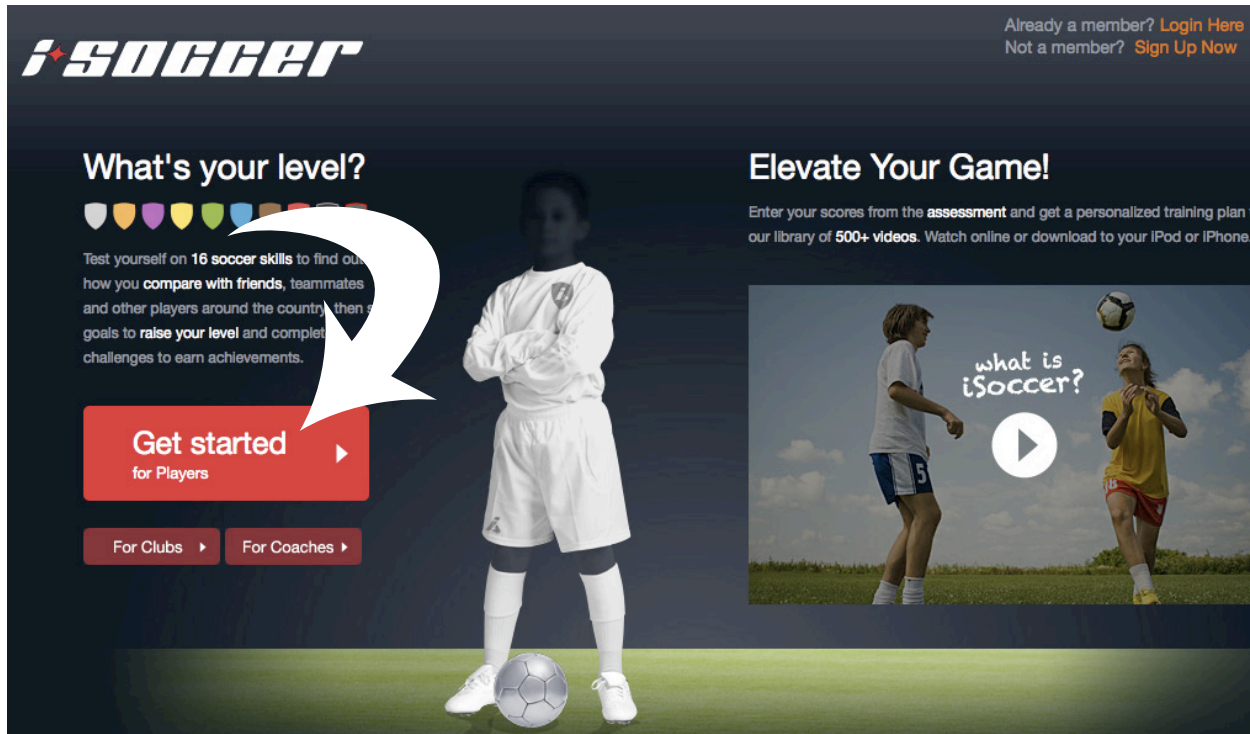 i soccer
Already a member? Login Here
Not a member? Sign Up Now
What's your level?
Test yourself on 16 soccer skills to find out
how you compare with friends, teammates
and other players around the country, then
goals to raise your level and complet
challenges to earn achievements.
Get started
for Players
For Clubs
For Coaches
Elevate Your Game!
Enter your scores from the assessment and get a personalized training plan
our library of 500+ videos. Watch online or download to your iPod or iPhone.
what is
iSoccer?
5